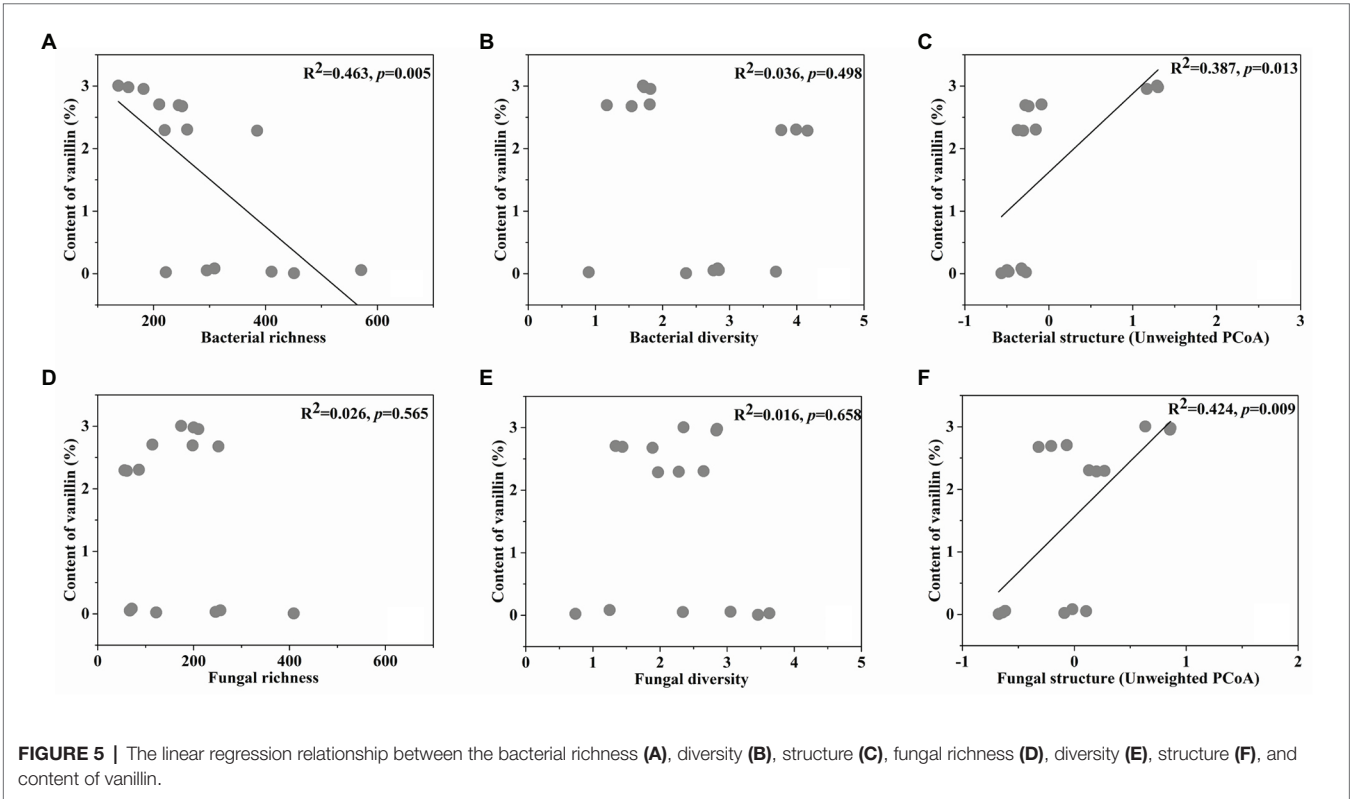 A
R2=0.463, p=0.005
Content of vanillin (%)
3
2
1
0
200 400 600
Bacterial richness
B
R2=0.036, p=0.498
Content of vanillin (%)
3
2
1
0
0 1 2 3 4 5
Bacterial diversity
C
R2=0.387, p=0.013
Content of vanillin (%)
3
2
1
0
-1 0 1 2 3
Bacterial structure (Unweighted PCoA)
D
R2=0.026, p=0.565
Content of vanillin (%)
3
2
1
0
0 200 400 600
Fungal richness
E
R2=0.016, p=0.658
Content of vanillin (%)
3
2
1
0
0 1 2 3 4 5
Fungal diversity
F
R2=0.424, p=0.009
Content of vanillin (%)
3
2
1
0
-1 0 1 2
Fungal structure (Unweighted PCoA)
FIGURE 5 | The linear regression relationship between the bacterial richness (A), diversity (B), structure (C), fungal richness (D), diversity (E), structure (F), and
content of vanillin.